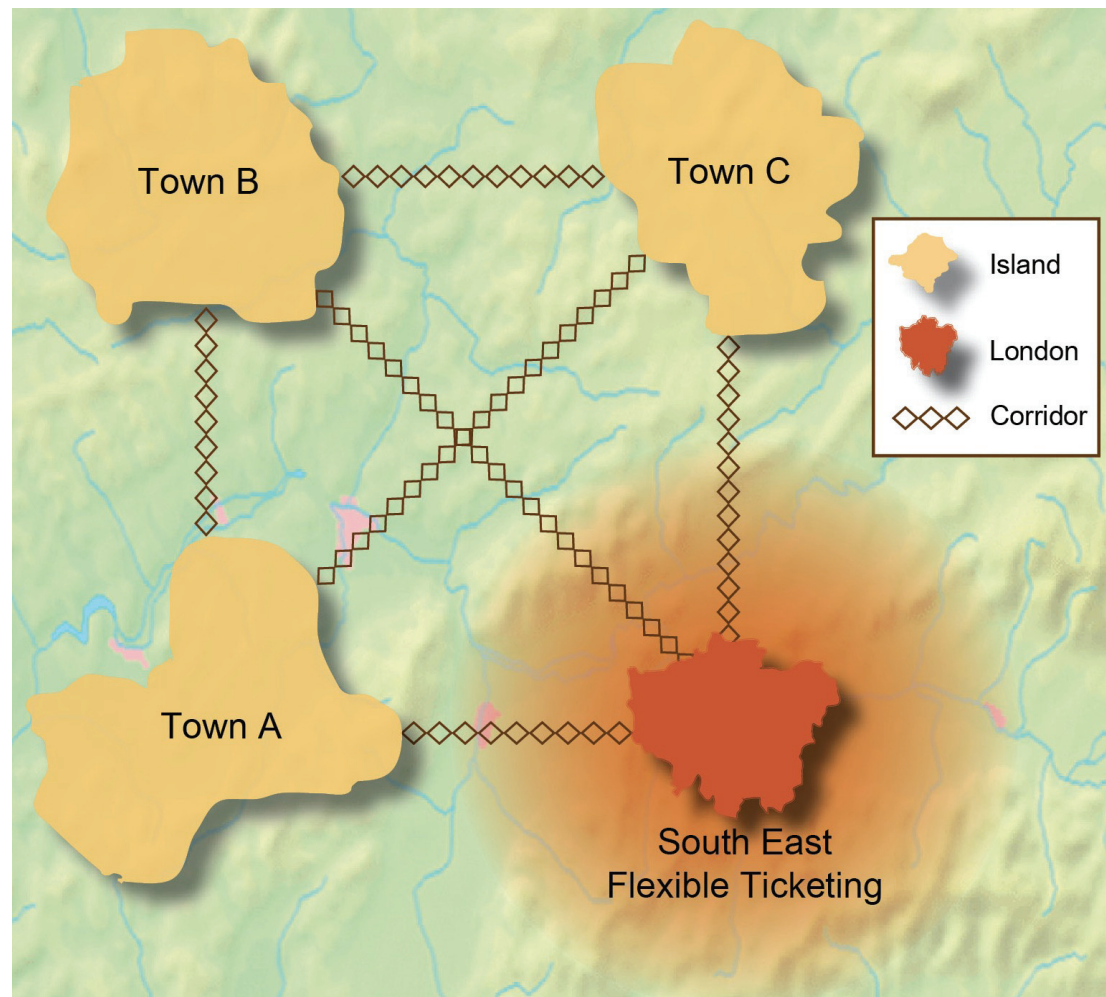 Town B
Town C
Island
London
Corridor
Town A
South East
Flexible Ticketing